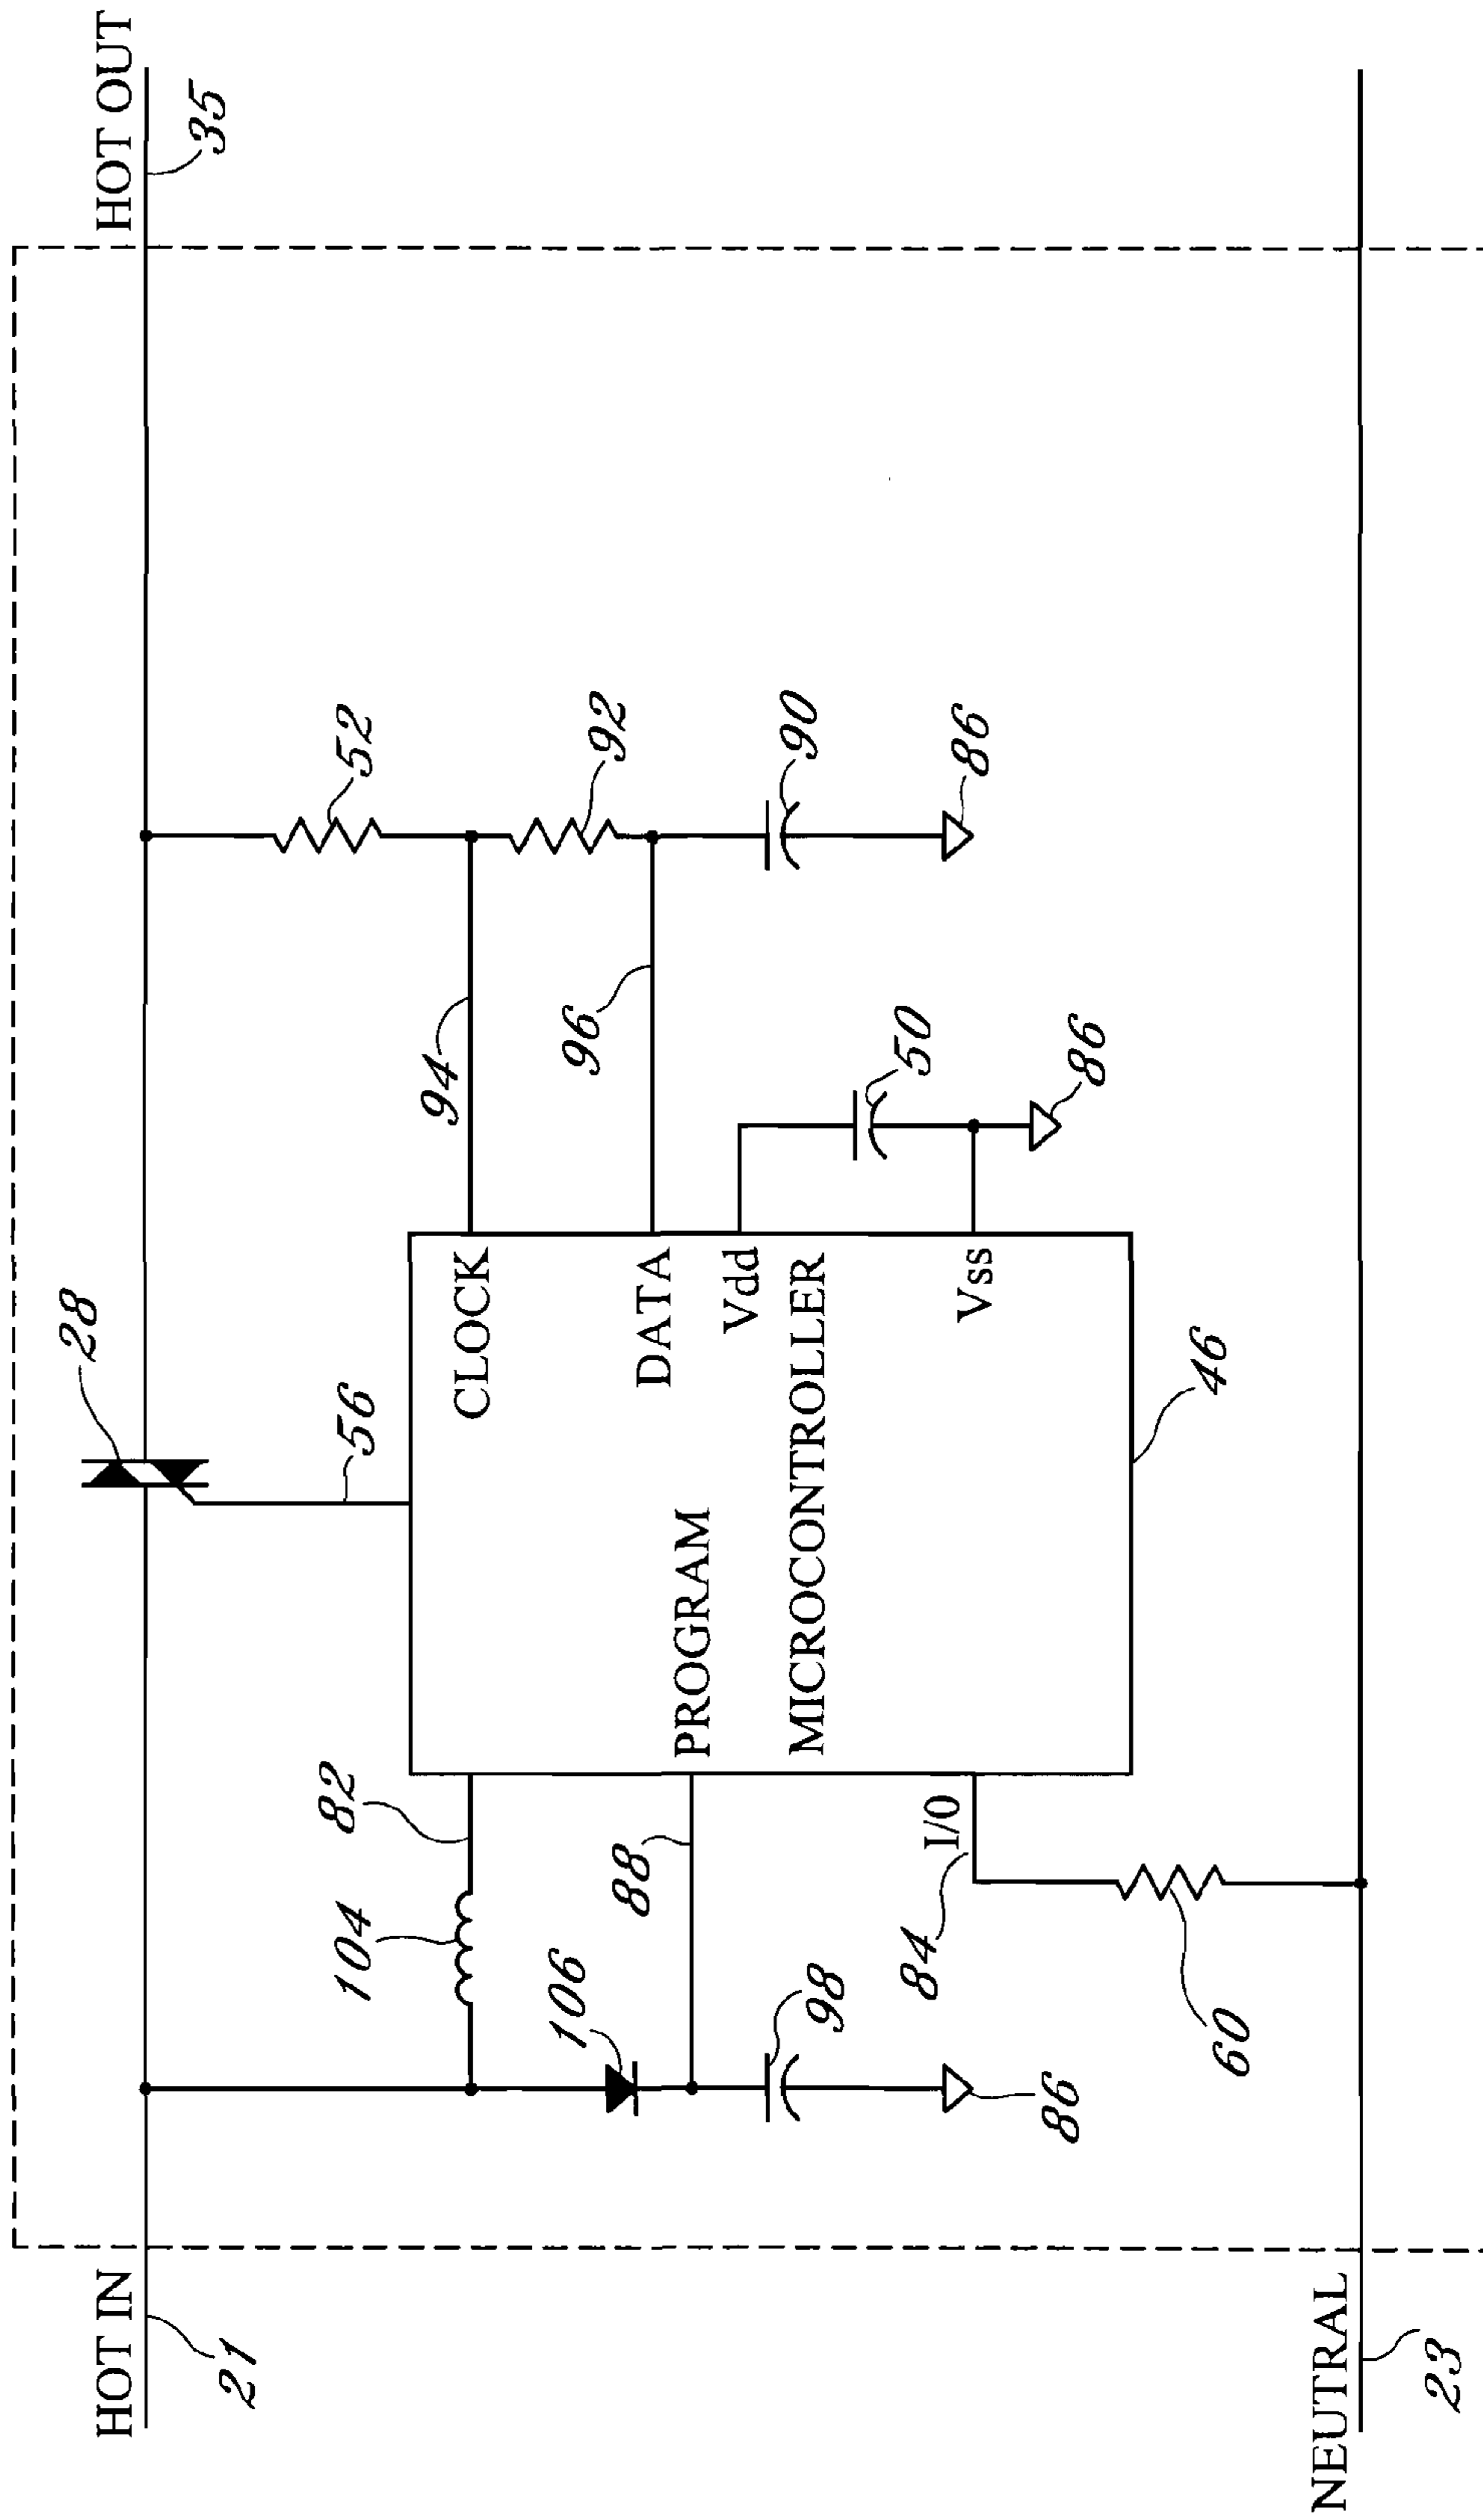 HOT IN
21
28
HOT OUT
35
56
52
82
104
CLOCK
94
92
106
88
PROGRAM
DATA
96
Vdd
MICROCONTROLLER
90
98
50
84
I/O
Vss
86
86
86
60
46
NEUTRAL
23